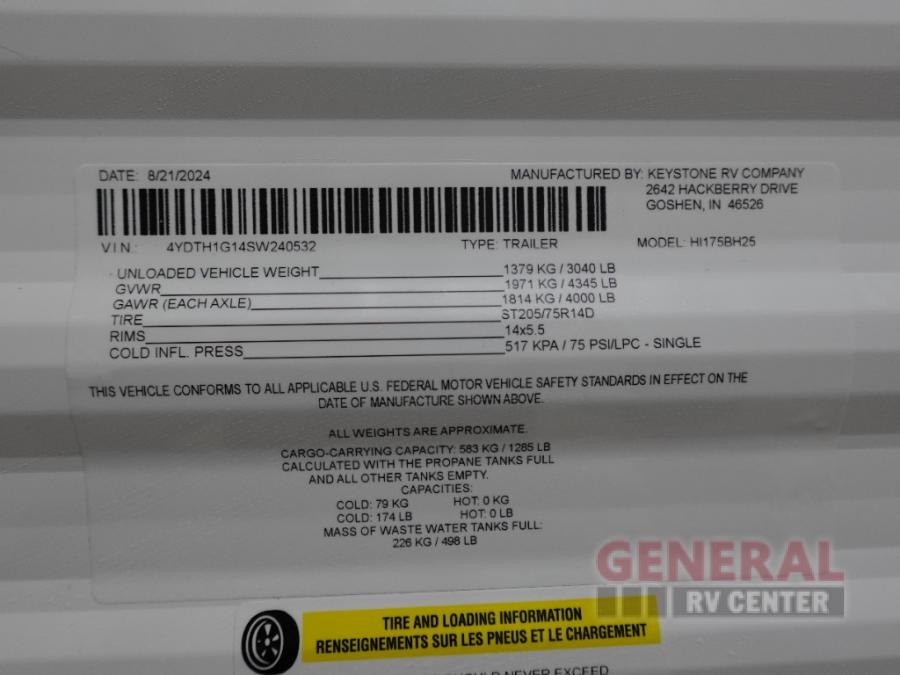 DATE: 8/21/2024 MANUFACTURED BY: KEYSTONE RV COMPANY
2642 HACKBERRY DRIVE
GOSHEN, IN 46526
V.I.N.: 4YDTH1G14SW240532 TYPE: TRAILER MODEL: HI175BH25
UNLOADED VEHICLE WEIGHT 1379 KG / 3040 LB
GVWR 1971 KG / 4345 LB
GAWR (EACH AXLE) 1814 KG / 4000 LB
TIRE ST205/75R14D
RIMS 14x5.5
COLD INFL. PRESS 517 KPA / 75 PSI/LPC - SINGLE
THIS VEHICLE CONFORMS TO ALL APPLICABLE U.S. FEDERAL MOTOR VEHICLE SAFETY STANDARDS IN EFFECT ON THE
DATE OF MANUFACTURE SHOWN ABOVE.
ALL WEIGHTS ARE APPROXIMATE.
CARGO-CARRYING CAPACITY: 583 KG / 1285 LB
CALCULATED WITH THE PROPANE TANKS FULL
AND ALL OTHER TANKS EMPTY.
CAPACITIES:
COLD: 79 KG HOT: 0 KG
COLD: 174 LB HOT: 0 LB
MASS OF WASTE WATER TANKS FULL:
226 KG / 498 LB
GENERAL
RV CENTER
TIRE AND LOADING INFORMATION
RENSEIGNEMENTS SUR LES PNEUS ET LE CHARGEMENT
SHOULD NEVER EXCEED